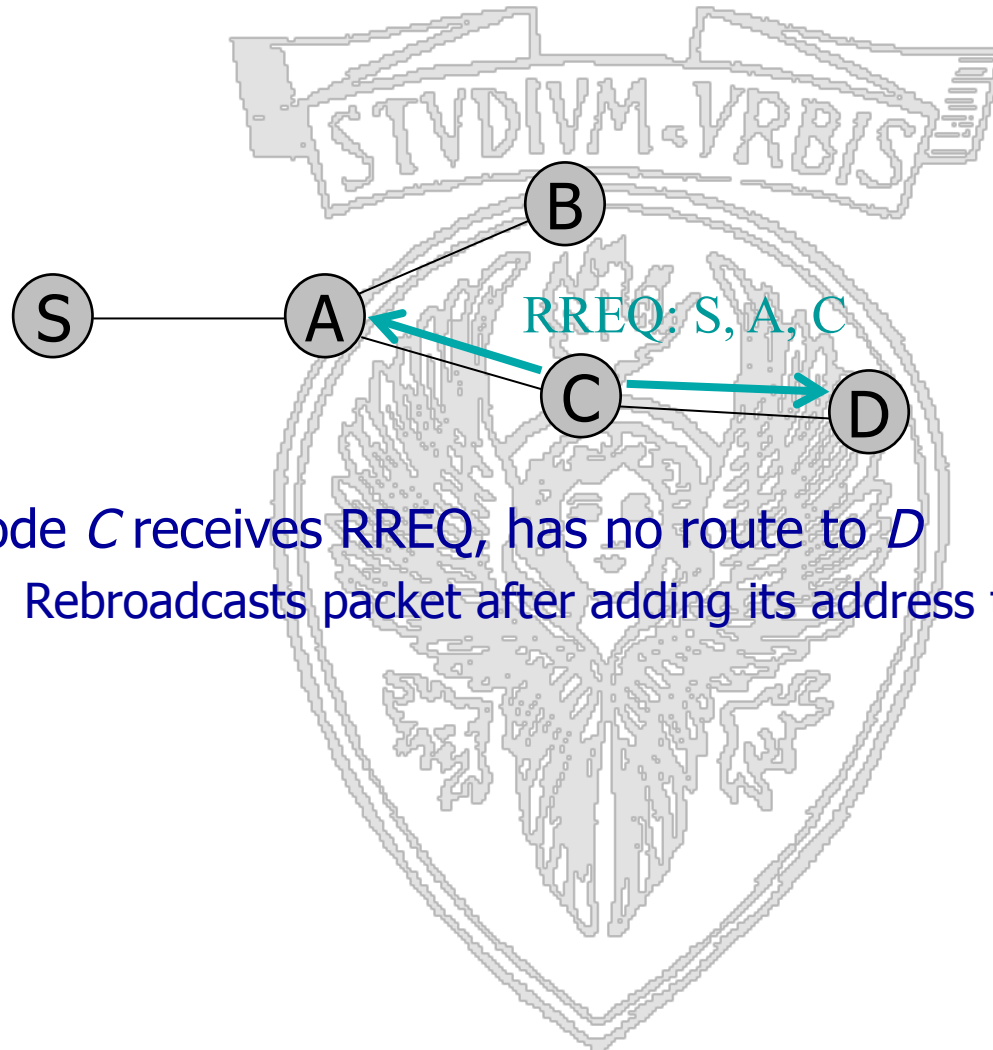 STVDIVM VRBIS
B
S
A
RREQ: S, A, C
C
D
ode C receives RREQ, has no route to D
Rebroadcasts packet after adding its address